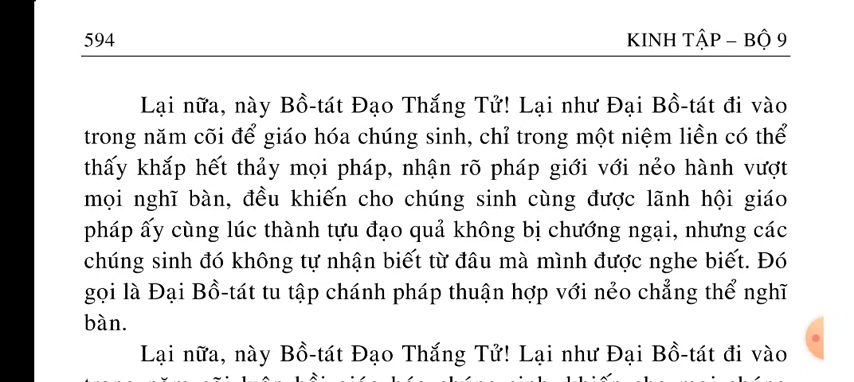 594
KINH TẬP – BỘ 9
Lại nữa, này Bồ-tát Đạo Thắng Tử! Lại như Đại Bồ-tát đi vào
trong năm cõi để giáo hóa chúng sinh, chỉ trong một niệm liền có thể
thấy khắp hết thảy mọi pháp, nhận rõ pháp giới với nẻo hành vượt
mọi nghĩ bàn, đều khiến cho chúng sinh cùng được lãnh hội giáo
pháp ấy cùng lúc thành tựu đạo quả không bị chướng ngại, nhưng các
chúng sinh đó không tự nhận biết từ đâu mà mình được nghe biết. Đó
gọi là Đại Bồ-tát tu tập chánh pháp thuận hợp với nẻo chẳng thể nghĩ
bàn.
Lại nữa, này Bồ-tát Đạo Thắng Tử! Lại như Đại Bồ-tát đi vào